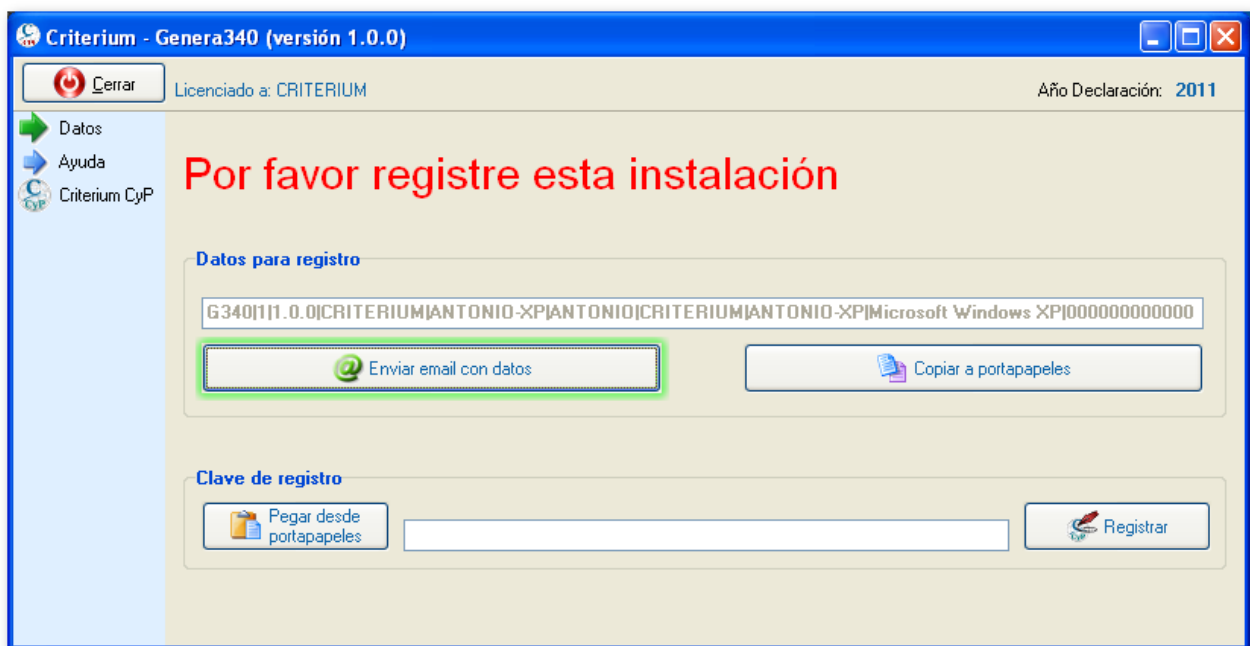 Criterium - Genera340 (versión 1.0.0)
Cerrar
Licenciado a: CRITERIUM
Año Declaración: 2011
Datos
Ayuda
Criterium CyP
Por favor registre esta instalación
Datos para registro
G340|1|1.0.0|CRITERIUM|ANTONIO-XP|ANTONIO|CRITERIUM|ANTONIO-XP|Microsoft Windows XP|000000000000
Enviar email con datos
Copiar a portapapeles
Clave de registro
Pegar desde
portapapeles
Registrar